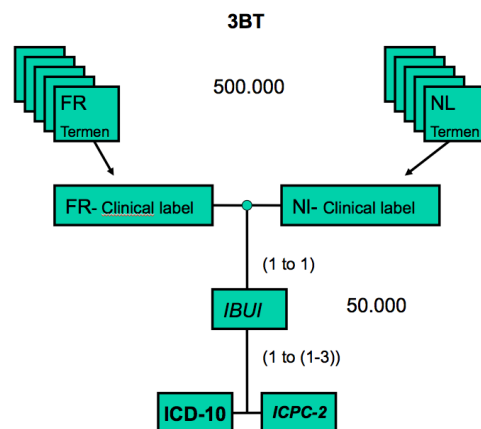 3BT
500.000
FR
Termen
NL
Termen
FR- Clinical label
Nl- Clinical label
(1 to 1)
IBUI
50.000
(1 to (1-3))
ICD-10
ICPC-2